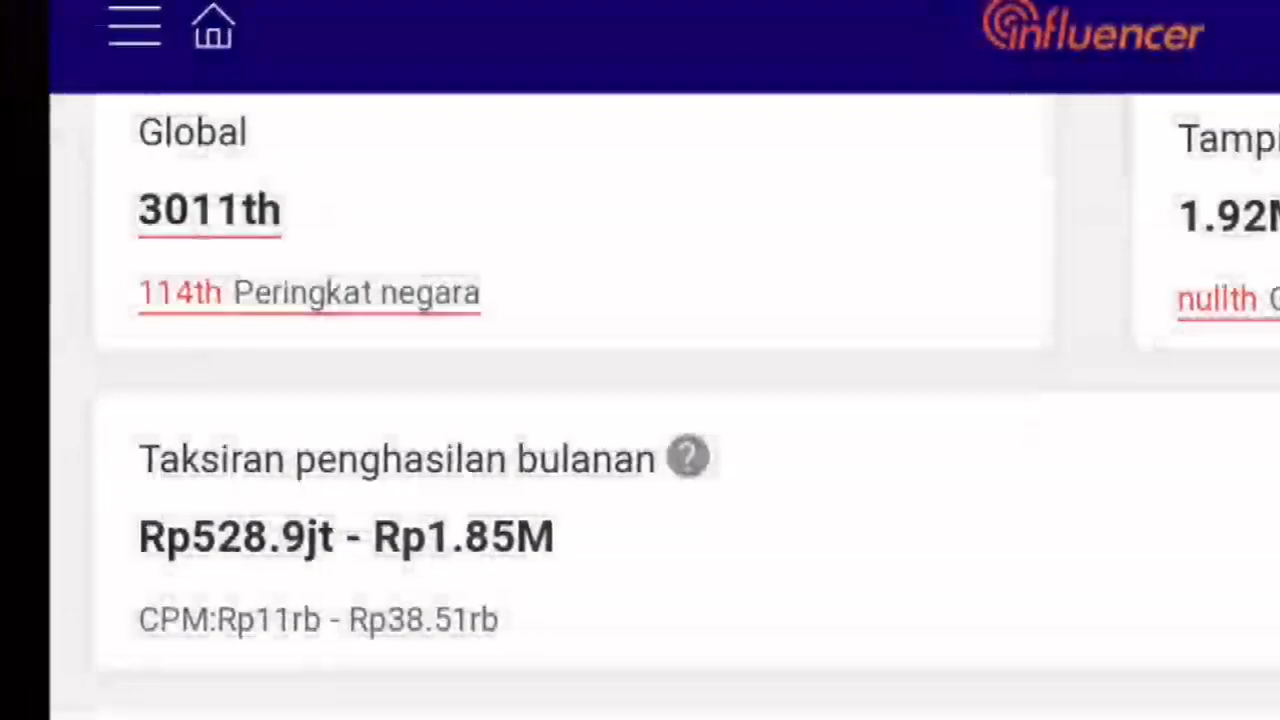 influencer
Global
3011th
114th Peringkat negara
Tampi
1.92M
nullth
Taksiran penghasilan bulanan ?
Rp528.9jt - Rp1.85M
CPM:Rp11rb - Rp38.51rb